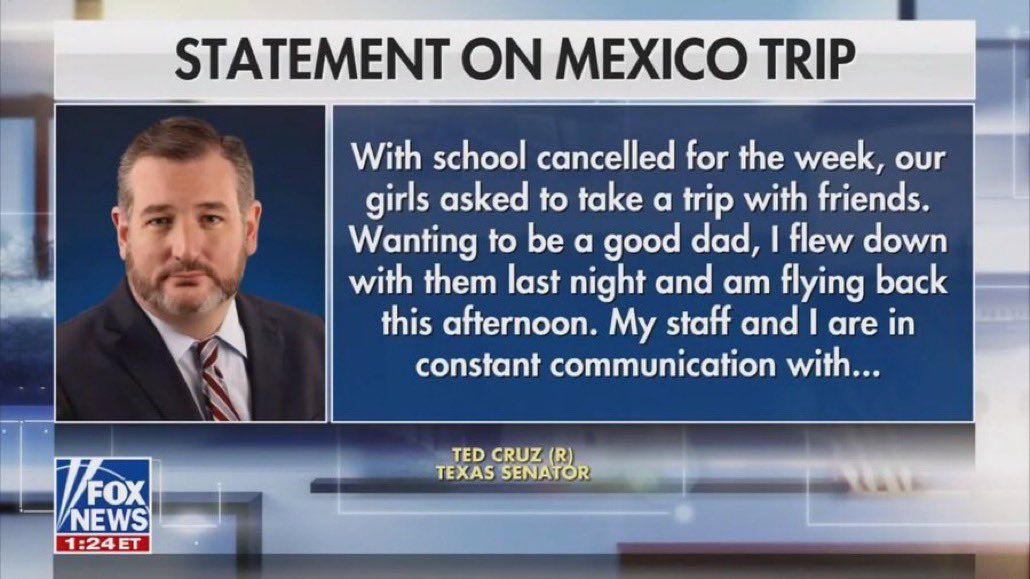 STATEMENT ON MEXICO TRIP
With school cancelled for the week, our
girls asked to take a trip with friends.
Wanting to be a good dad, I flew down
with them last night and am flying back
this afternoon. My staff and I are in
constant communication with...
TED CRUZ (R)
TEXAS SENATOR
FOX
NEWS
1:24 ET